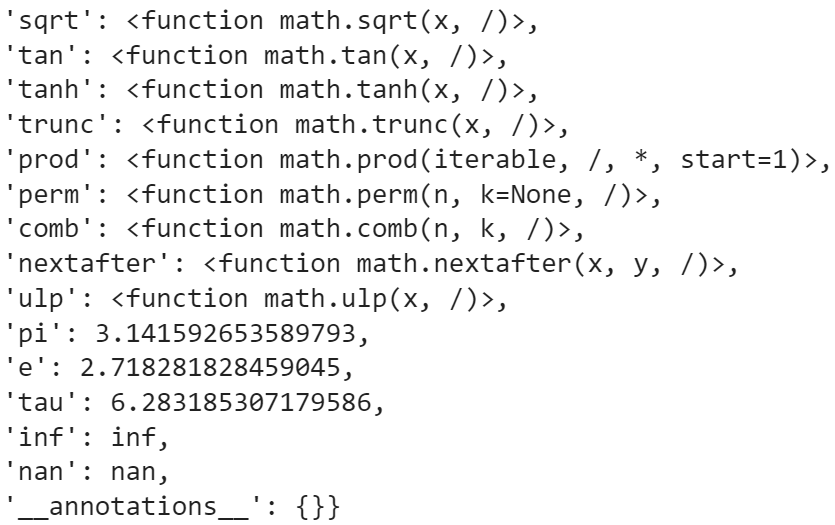 'sqrt': <function math.sqrt(x, /)>,
'tan': <function math.tan(x, /)>,
'tanh': <function math.tanh(x, /)>,
'trunc': <function math.trunc(x, /)>,
'prod': <function math.prod(iterable, /, *, start=1)>,
'perm': <function math.perm(n, k=None, /)>,
'comb': <function math.comb(n, k, /)>,
'nextafter': <function math.nextafter(x, y, /)>,
'ulp': <function math.ulp(x, /)>,
'pi': 3.141592653589793,
'e': 2.718281828459045,
'tau': 6.283185307179586,
'inf': inf,
'nan': nan,
'__annotations__': {}}